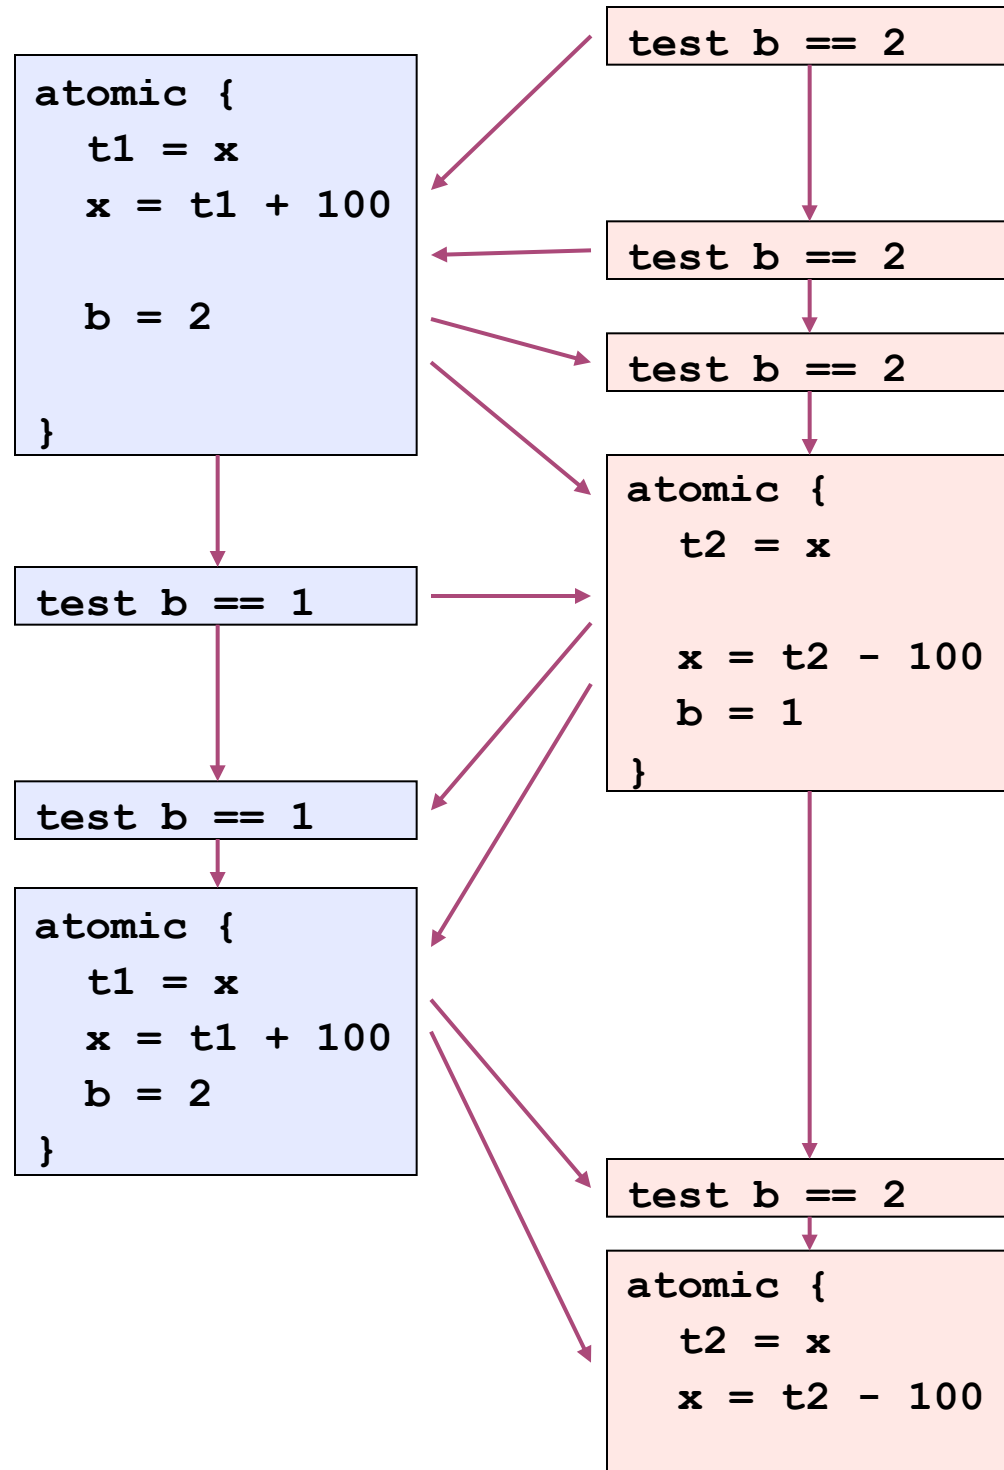 test b == 2
atomic {
t1 = x
x = t1 + 100
b = 2
}
test b == 2
test b == 2
atomic {
t2 = x
x = t2 - 100
b = 1
}
test b == 1
test b == 1
atomic {
t1 = x
x = t1 + 100
b = 2
}
test b == 2
atomic {
t2 = x
x = t2 - 100